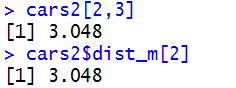 > cars2[2,3]
[1] 3.048
> cars2$dist_m[2]
[1] 3.048